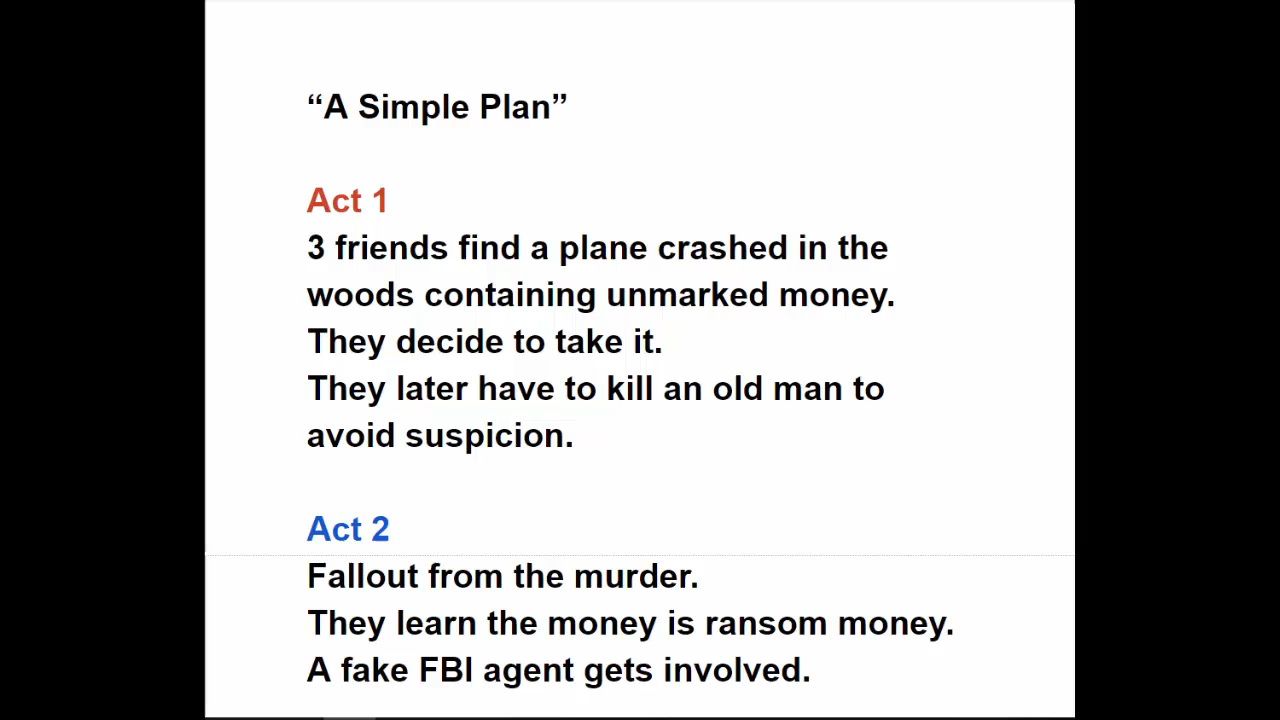 “A Simple Plan”
Act 1
3 friends find a plane crashed in the
woods containing unmarked money.
They decide to take it.
They later have to kill an old man to
avoid suspicion.
Act 2
Fallout from the murder.
They learn the money is ransom money.
A fake FBI agent gets involved.